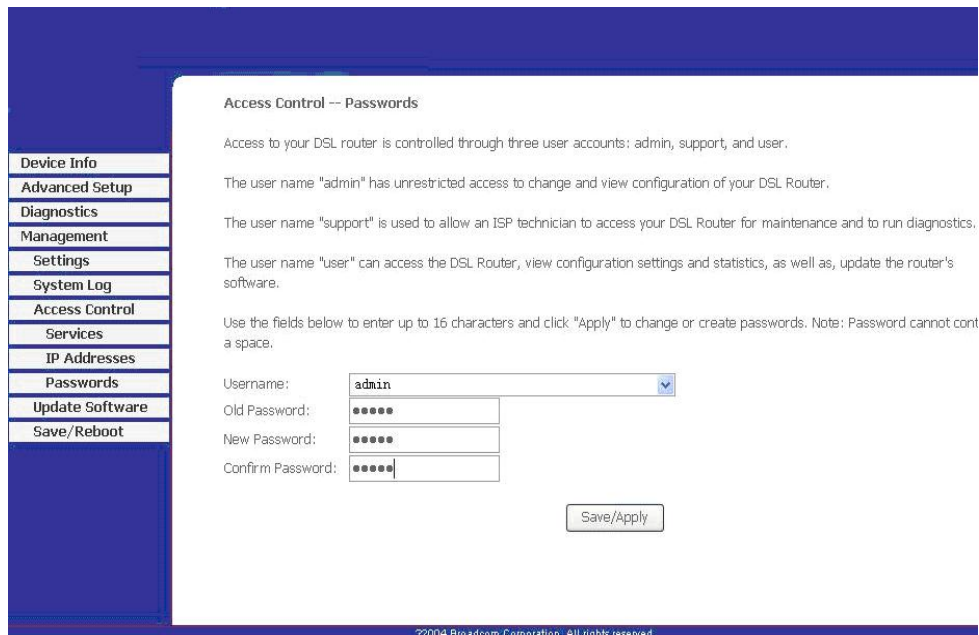 Access Control -- Passwords
Access to your DSL router is controlled through three user accounts: admin, support, and user.
The user name "admin" has unrestricted access to change and view configuration of your DSL Router.
The user name "support" is used to allow an ISP technician to access your DSL Router for maintenance and to run diagnostics.
The user name "user" can access the DSL Router, view configuration settings and statistics, as well as, update the router's
software.
Use the fields below to enter up to 16 characters and click "Apply" to change or create passwords. Note: Password cannot cont
a space.
Username: admin
Old Password: •••••
New Password: •••••
Confirm Password: •••••
Save/Apply
Device Info
Advanced Setup
Diagnostics
Management
Settings
System Log
Access Control
Services
IP Addresses
Passwords
Update Software
Save/Reboot
??2004 Broadcom Corporation. All rights reserved.